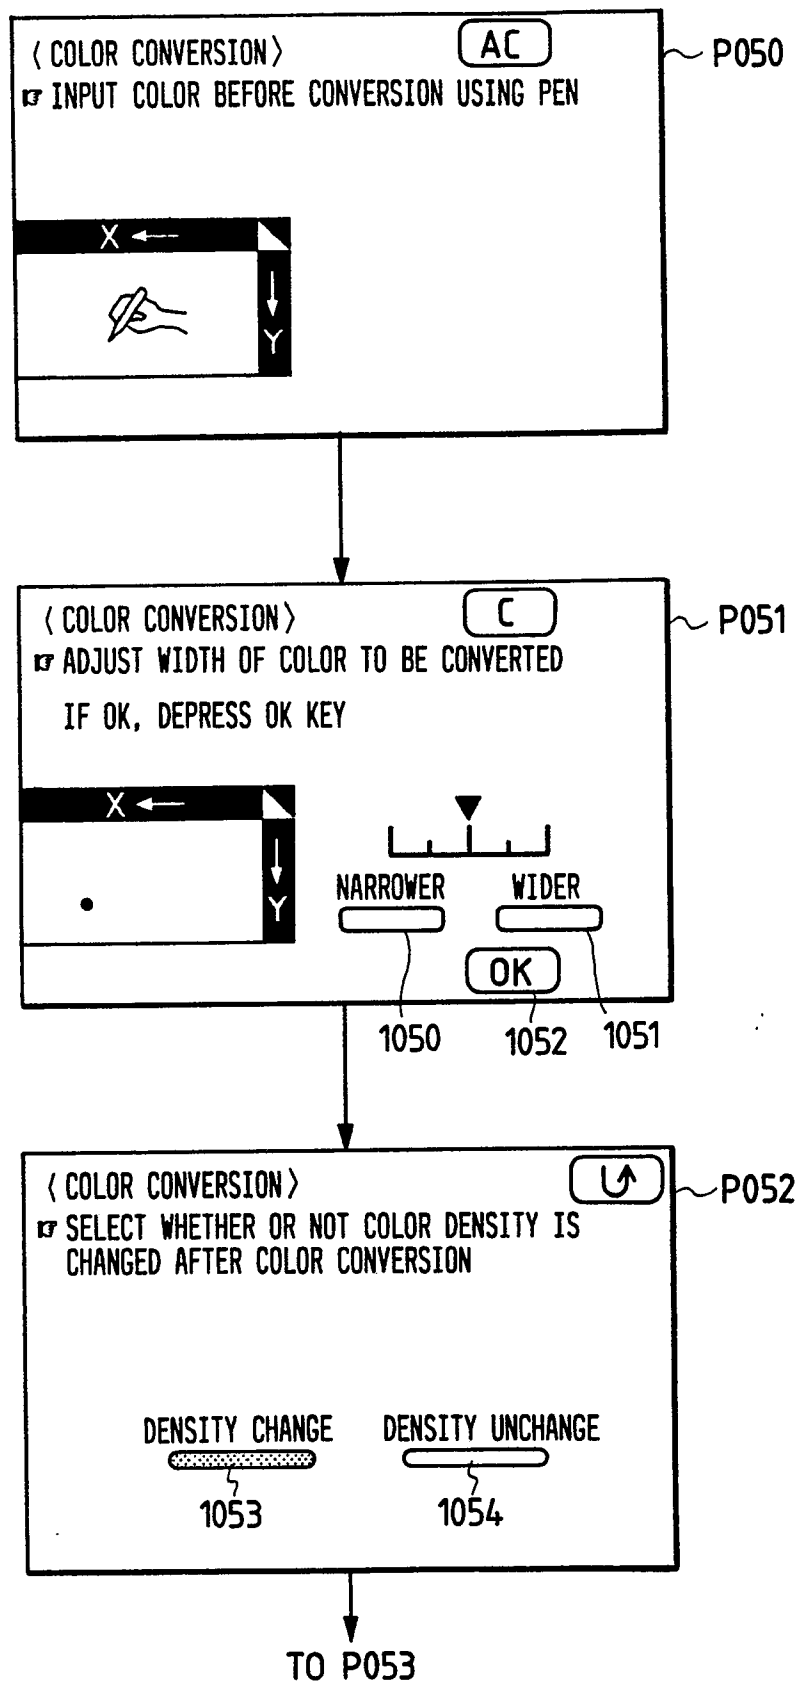 〈COLOR CONVERSION〉 AC
P050
☞ INPUT COLOR BEFORE CONVERSION USING PEN
X ←
↓
Y
〈COLOR CONVERSION〉 C
P051
☞ ADJUST WIDTH OF COLOR TO BE CONVERTED
IF OK, DEPRESS OK KEY
X ←
↓
Y
NARROWER WIDER
OK
1050 1052 1051
〈COLOR CONVERSION〉
P052
☞ SELECT WHETHER OR NOT COLOR DENSITY IS
CHANGED AFTER COLOR CONVERSION
DENSITY CHANGE DENSITY UNCHANGE
1053 1054
TO P053